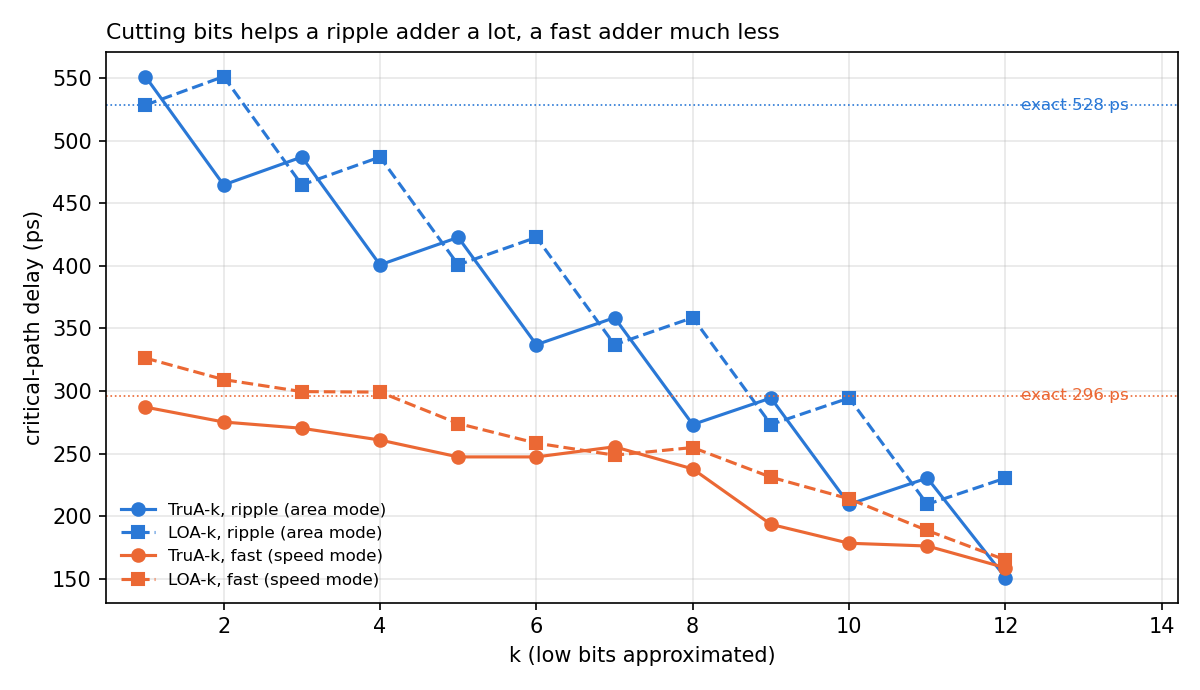 Cutting bits helps a ripple adder a lot, a fast adder much less
critical-path delay (ps)
550
500
450
400
350
300
250
200
150
exact 528 ps
exact 296 ps
TruA-k, ripple (area mode)
LOA-k, ripple (area mode)
TruA-k, fast (speed mode)
LOA-k, fast (speed mode)
2 4 6 8 10 12 14
k (low bits approximated)